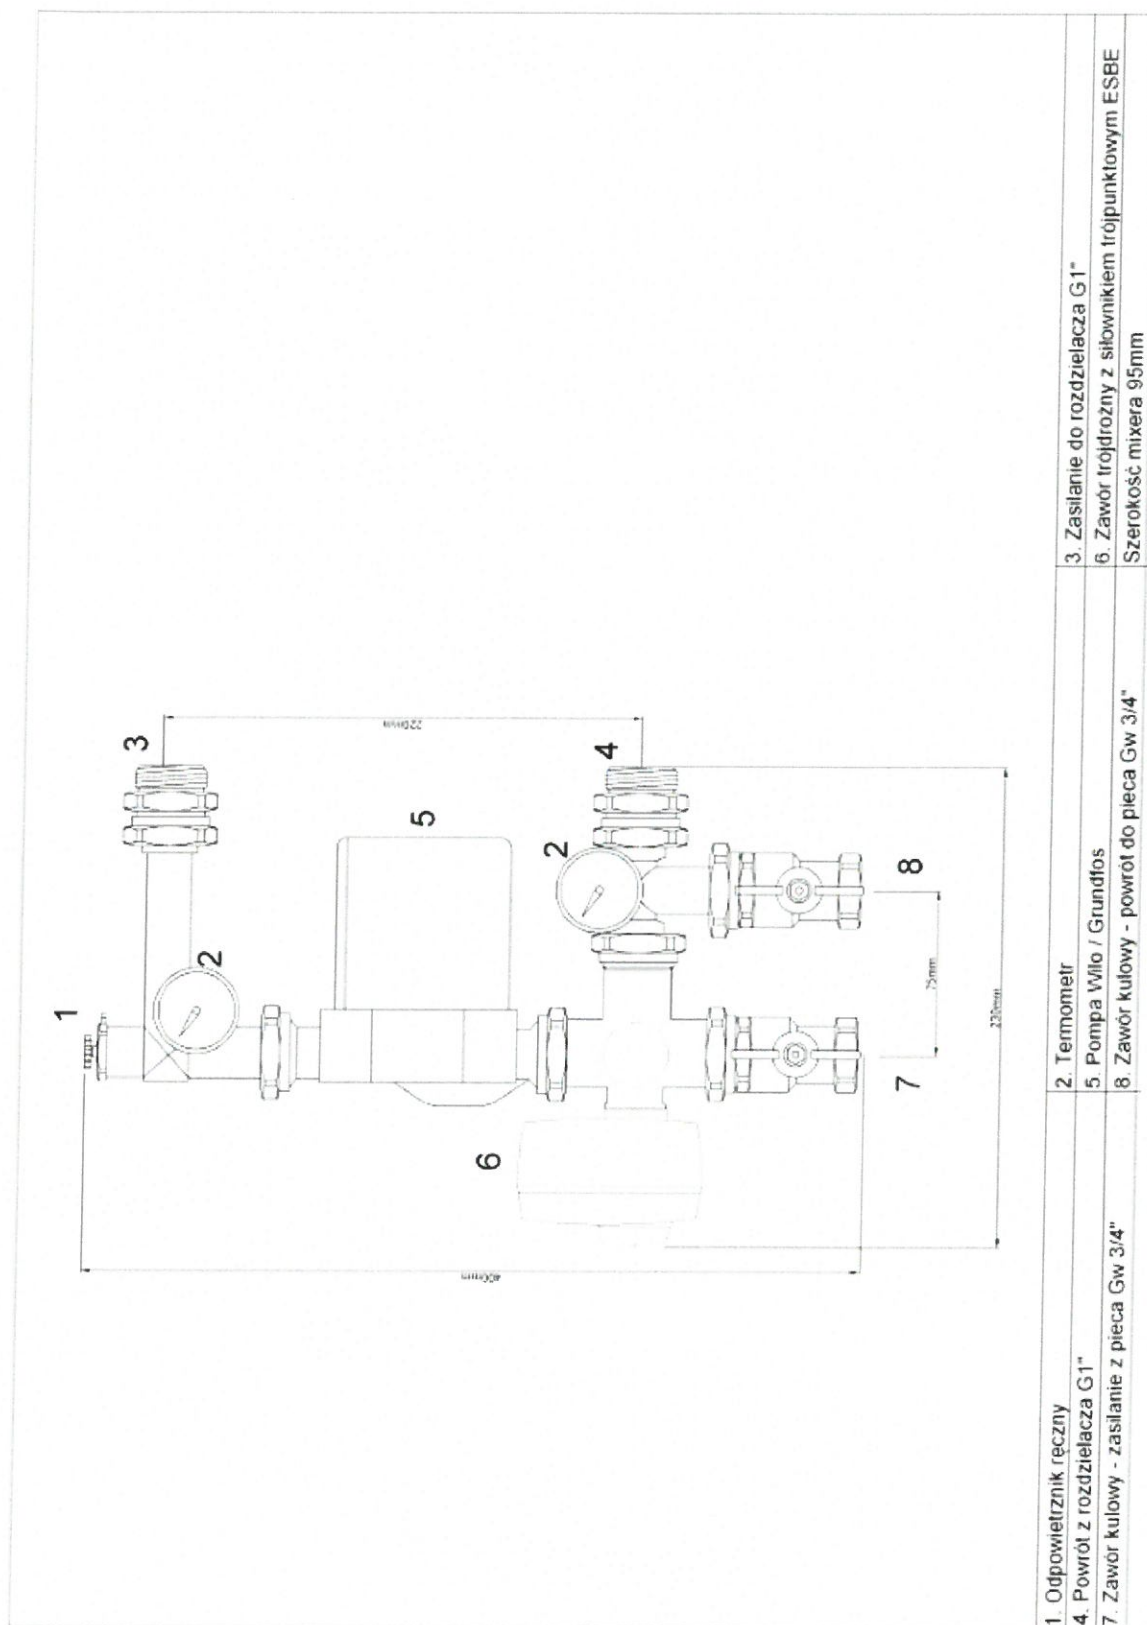 1
2
3
220mm
5
2
4
6
7
8
75mm
230mm
400mm
1. Odpowietrznik ręczny
2. Termometr
3. Zasilanie do rozdzielacza G1"
4. Powrót z rozdzielacza G1"
5. Pompa Wilo / Grundfos
6. Zawór trójdrożny z siłownikiem trójpunktowym ESBE
7. Zawór kulowy - zasilanie z pieca Gw 3/4"
8. Zawór kulowy - powrót do pieca Gw 3/4"
Szerokość mixera 95mm